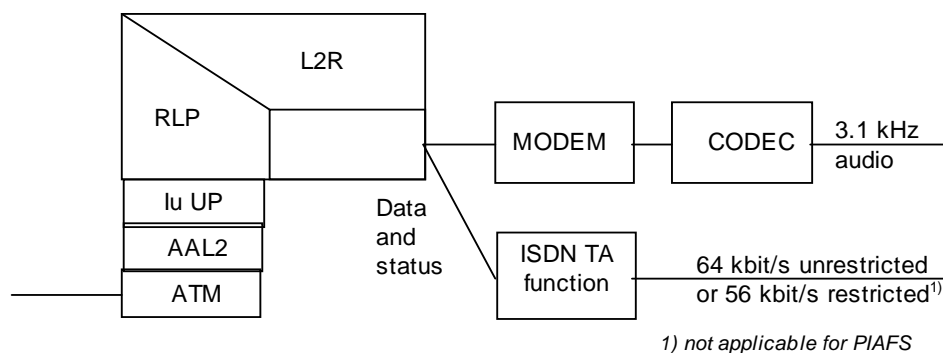 L2R
RLP
MODEM
CODEC
3.1 kHz
audio
Iu UP
AAL2
ATM
Data
and
status
ISDN TA
function
64 kbit/s unrestricted
or 56 kbit/s restricted1)
1) not applicable for PIAFS